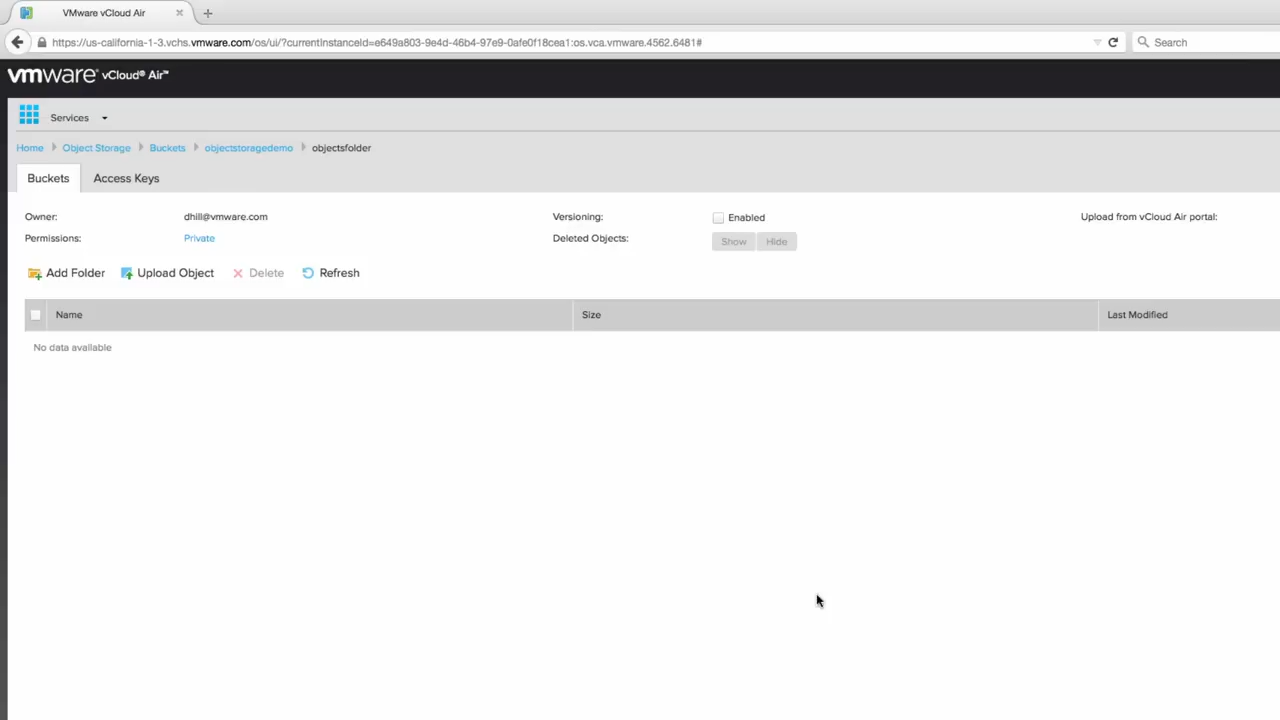 VMware vCloud Air
https://us-california-1-3.vchs.vmware.com/os/ui/?currentInstanceId=e649a803-9e4d-46b4-97e9-0afe0f18cea1:os.vca.vmware.4562.6481#
Search
vmware® vCloud® Air™
Services
Home Object Storage Buckets objectstoragedemo objectsfolder
Buckets Access Keys
Owner: dhill@vmware.com Versioning: Enabled Upload from vCloud Air portal:
Permissions: Private Deleted Objects: Show Hide
Add Folder Upload Object Delete Refresh
Name Size Last Modified
No data available